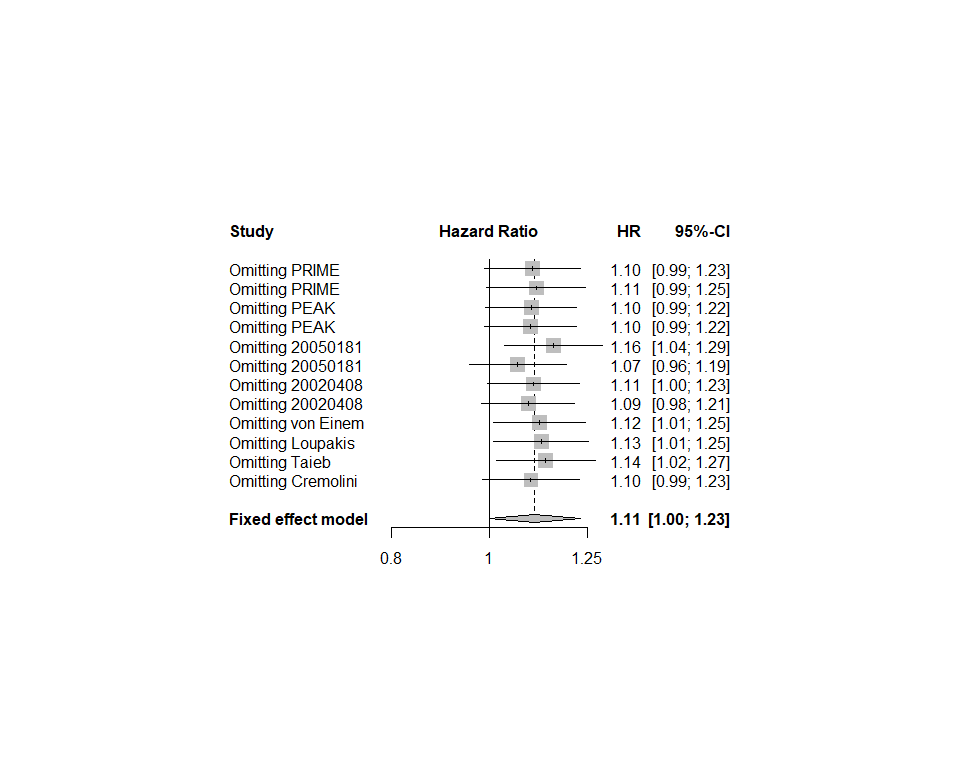 Study Hazard Ratio HR 95%-CI
Omitting PRIME 1.10 [0.99; 1.23]
Omitting PRIME 1.11 [0.99; 1.25]
Omitting PEAK 1.10 [0.99; 1.22]
Omitting PEAK 1.10 [0.99; 1.22]
Omitting 20050181 1.16 [1.04; 1.29]
Omitting 20050181 1.07 [0.96; 1.19]
Omitting 20020408 1.11 [1.00; 1.23]
Omitting 20020408 1.09 [0.98; 1.21]
Omitting von Einem 1.12 [1.01; 1.25]
Omitting Loupakis 1.13 [1.01; 1.25]
Omitting Taieb 1.14 [1.02; 1.27]
Omitting Cremolini 1.10 [0.99; 1.23]
Fixed effect model 1.11 [1.00; 1.23]
0.8 1 1.25